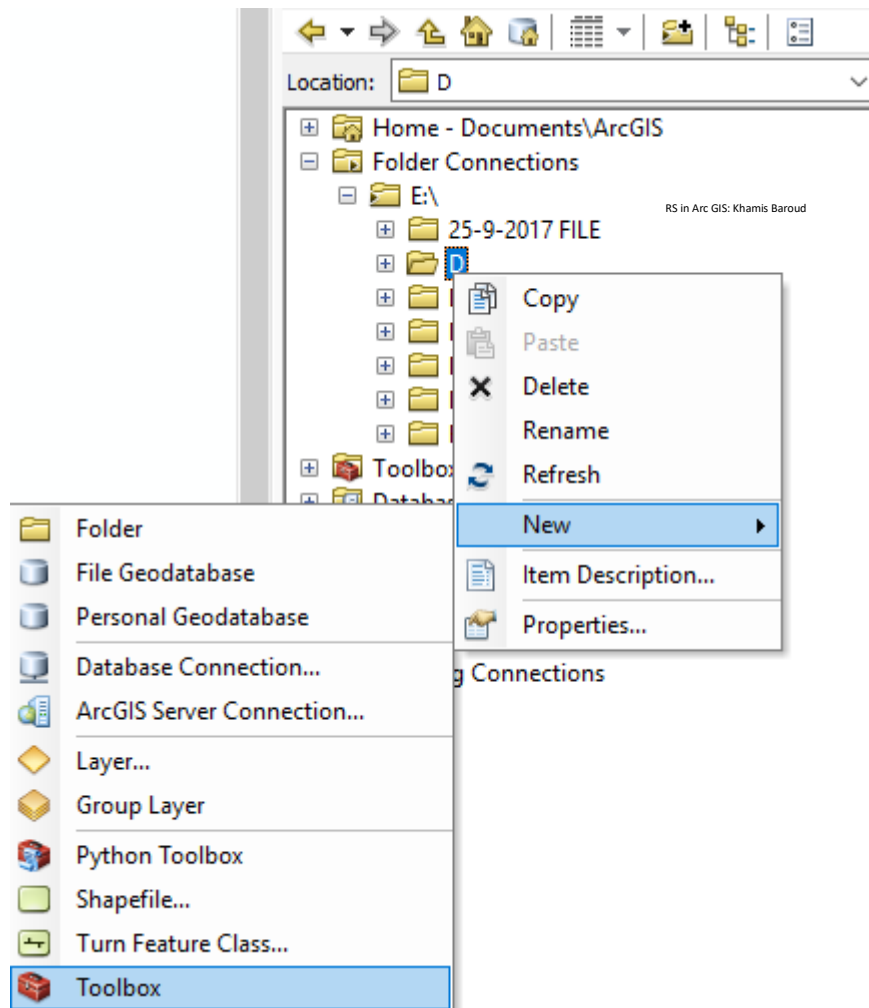 Location: D
Home - Documents\ArcGIS
Folder Connections
E:\
RS in Arc GIS: Khamis Baroud
25-9-2017 FILE
D
Copy
Paste
Delete
Rename
Refresh
New
Item Description...
Properties...
Folder
File Geodatabase
Personal Geodatabase
Database Connection...
ArcGIS Server Connection...
Layer...
Group Layer
Python Toolbox
Shapefile...
Turn Feature Class...
Toolbox
Connections